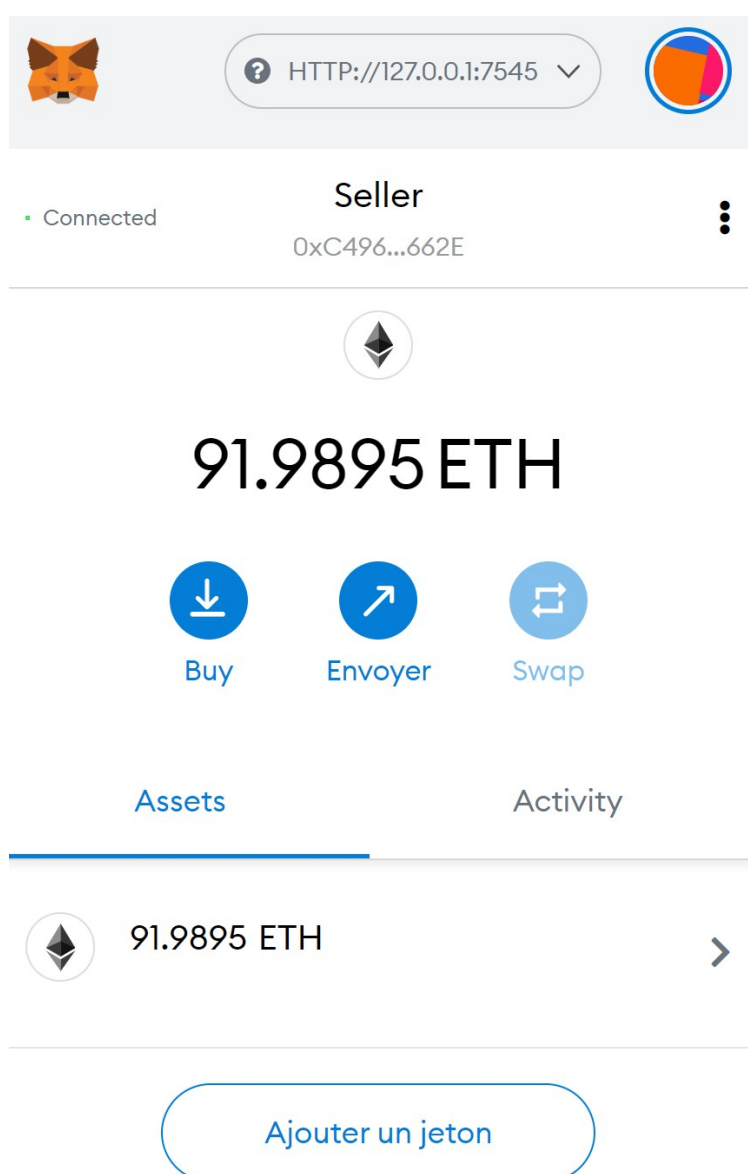 HTTP://127.0.0.1:7545
Seller
Connected
0xC496...662E
91.9895 ETH
Buy Envoyer Swap
Assets Activity
91.9895 ETH
Ajouter un jeton